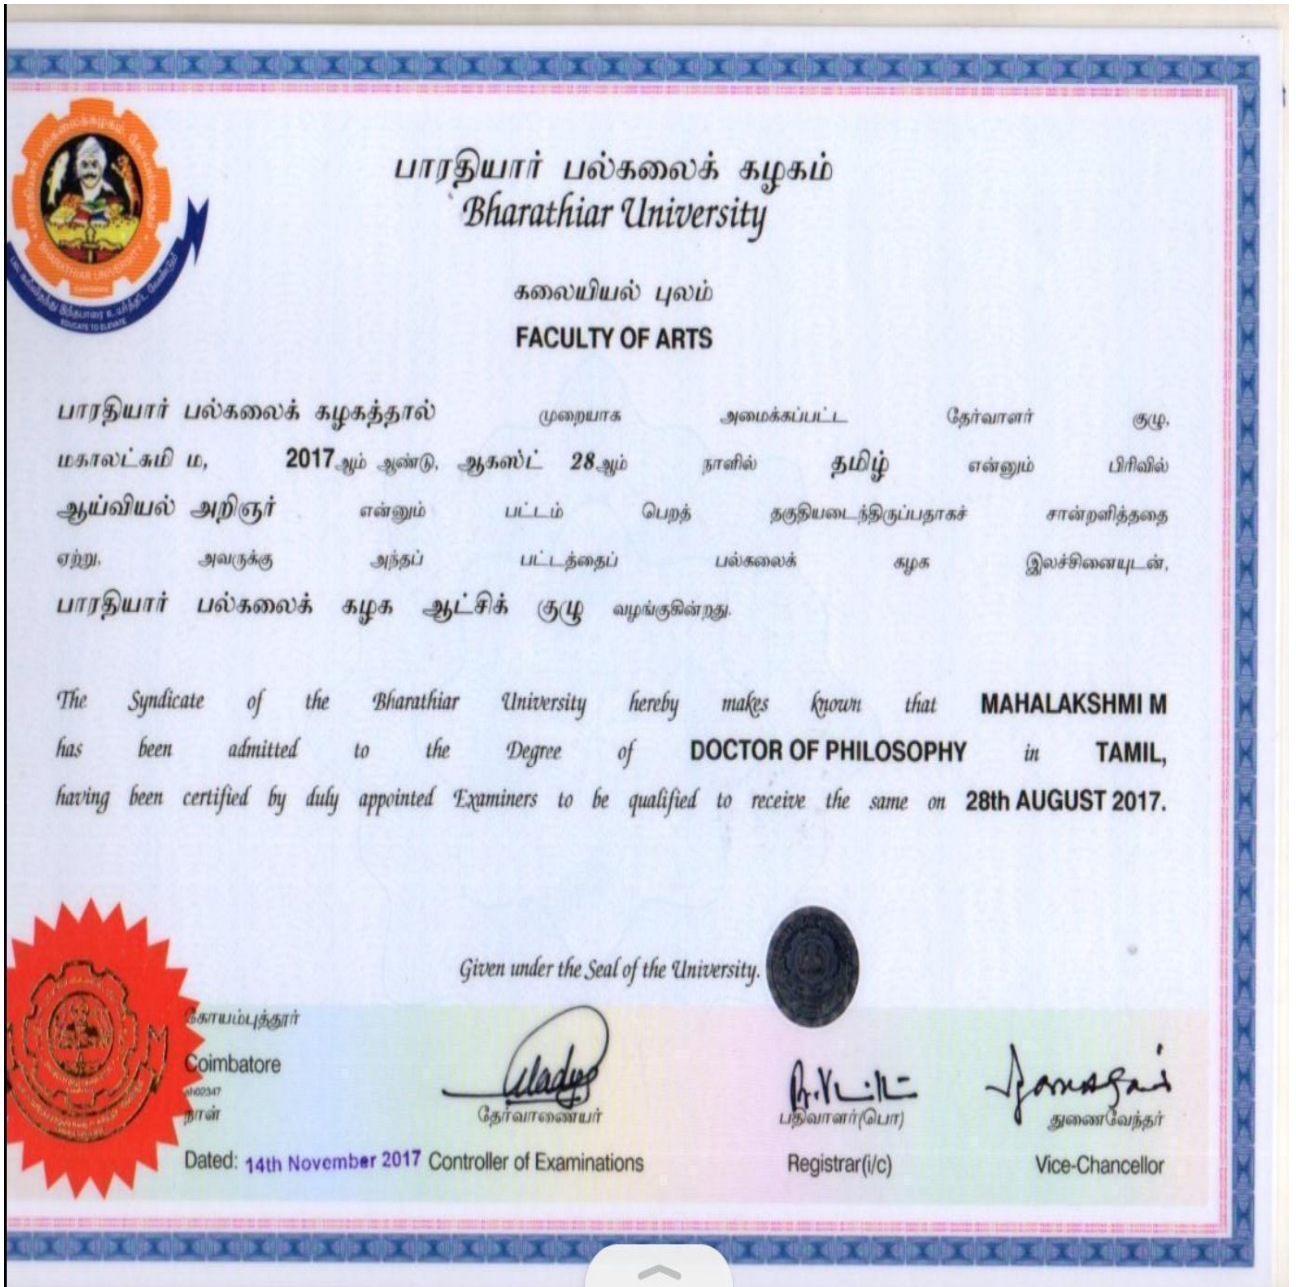 பாரதியார் பல்கலைக் கழகம்
Bharathiar University
BHARATHIAR UNIVERSITY
EDUCATE TO ELEVATE
கலையியல் புலம்
FACULTY OF ARTS
பாரதியார் பல்கலைக் கழகத்தால் முறையாக அமைக்கப்பட்ட தேர்வாளர் குழு,
மகாலட்சுமி ம, 2017ஆம் ஆண்டு, ஆகஸ்ட் 28ஆம் நாளில் தமிழ் என்னும் பிரிவில்
ஆய்வியல் அறிஞர் என்னும் பட்டம் பெறத் தகுதியடைந்திருப்பதாகச் சான்றளித்ததை
ஏற்று, அவருக்கு அந்தப் பட்டத்தைப் பல்கலைக் கழக இலச்சினையுடன்,
பாரதியார் பல்கலைக் கழக ஆட்சிக் குழு வழங்குகின்றது.
The Syndicate of the Bharathiar University hereby makes known that MAHALAKSHMI M
has been admitted to the Degree of DOCTOR OF PHILOSOPHY in TAMIL,
having been certified by duly appointed Examiners to be qualified to receive the same on 28th AUGUST 2017.
Given under the Seal of the University.
கோயம்புத்தூர்
Coimbatore
நாள்
தேர்வாணையர் பதிவாளர்(பொ) துணைவேந்தர்
Dated: 14th November 2017 Controller of Examinations Registrar(i/c) Vice-Chancellor